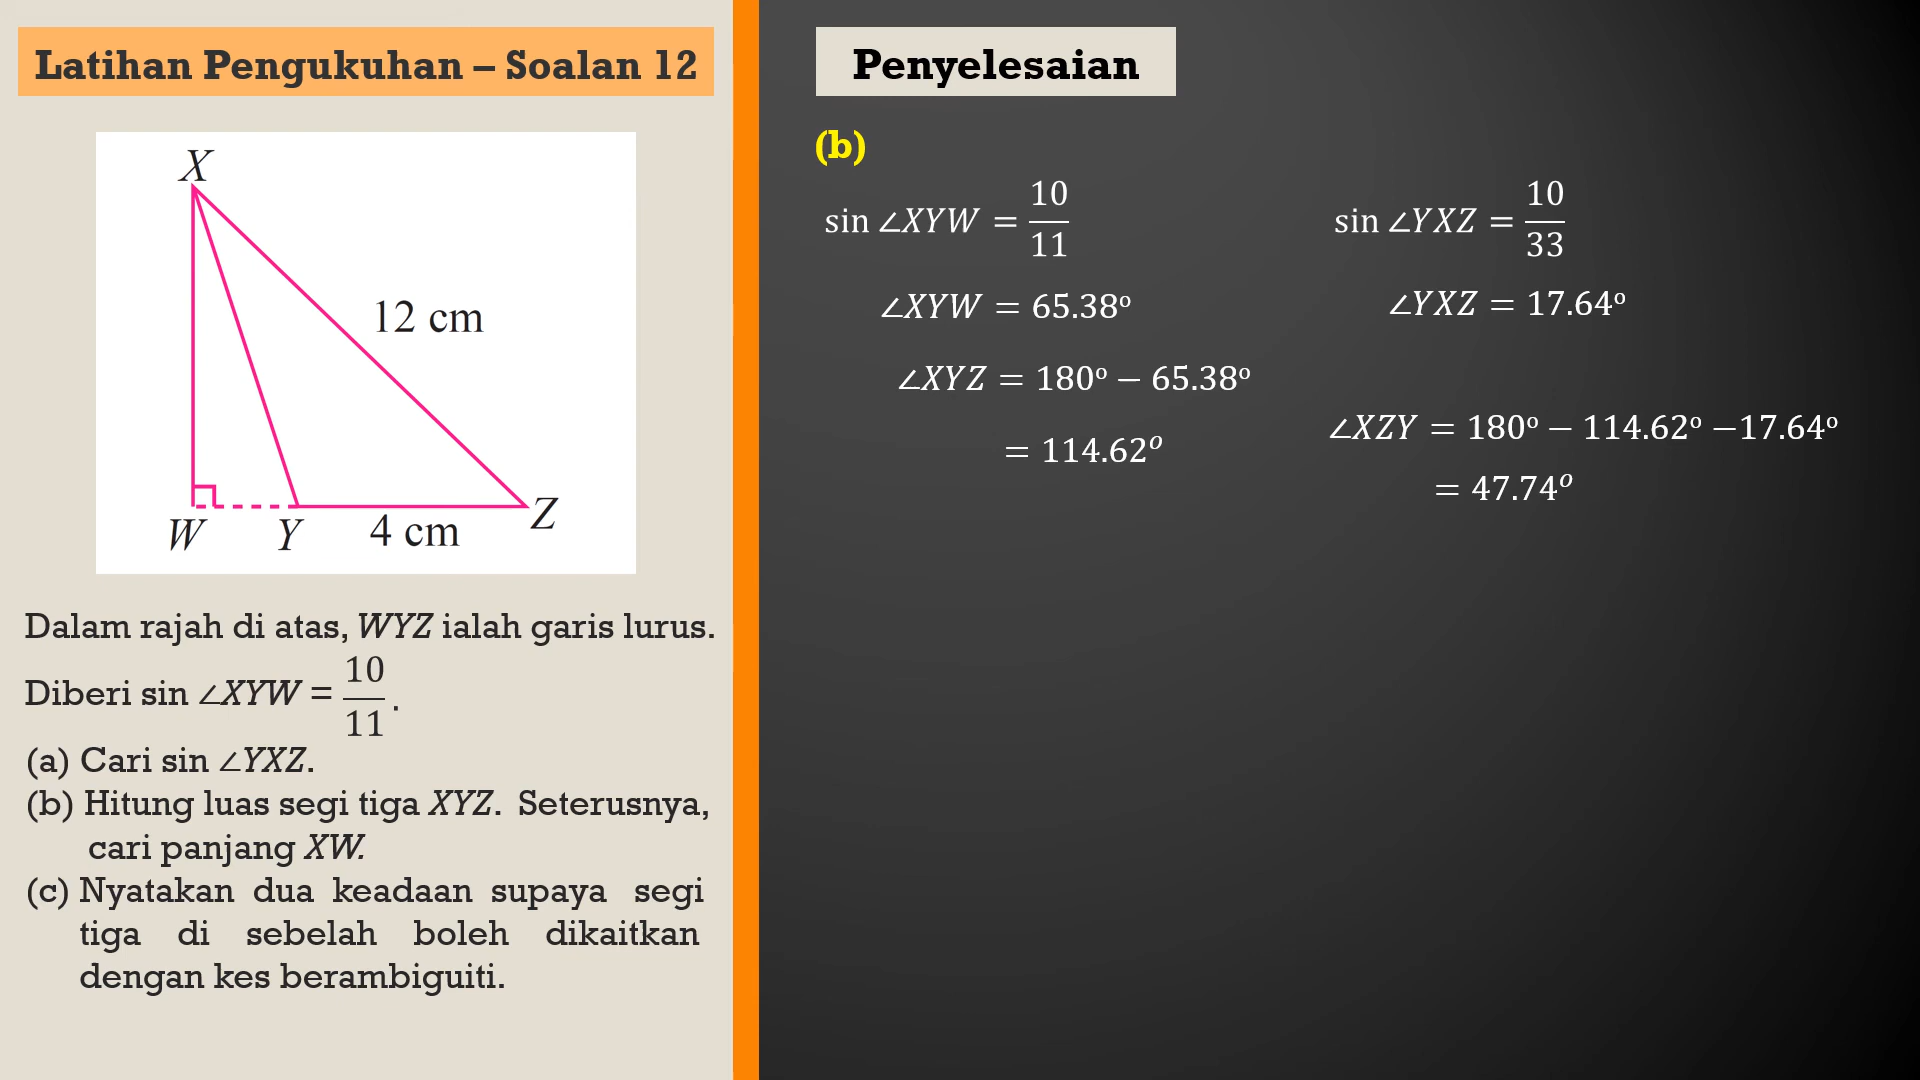 Latihan Pengukuhan – Soalan 12
X
12 cm
W
Y
4 cm
Z
Dalam rajah di atas, WYZ ialah garis lurus.
Diberi sin ∠XYW = 10/11.
(a) Cari sin ∠YXZ.
(b) Hitung luas segi tiga XYZ. Seterusnya,
cari panjang XW.
(c) Nyatakan dua keadaan supaya segi
tiga di sebelah boleh dikaitkan
dengan kes berambiguiti.
Penyelesaian
(b)
sin ∠XYW = 10/11
∠XYW = 65.38°
∠XYZ = 180° − 65.38°
= 114.62°
sin ∠YXZ = 10/33
∠YXZ = 17.64°
∠XZY = 180° − 114.62° −17.64°
= 47.74°